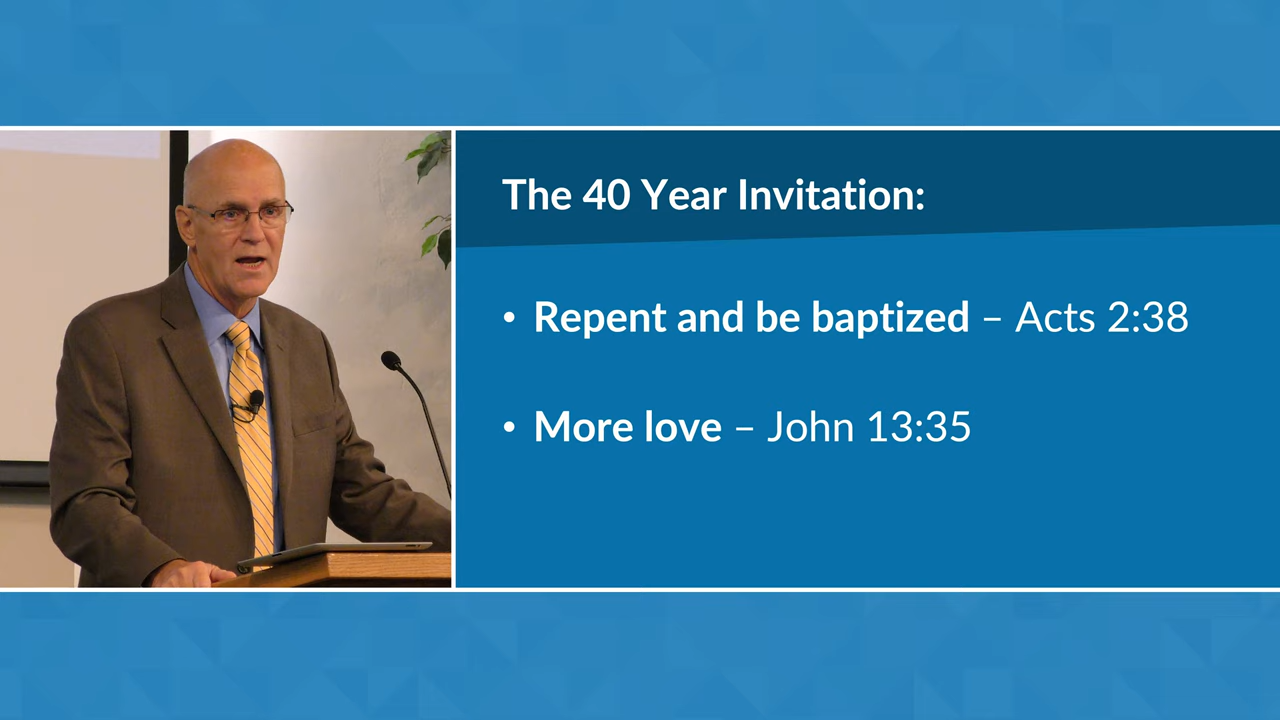 The 40 Year Invitation:
• Repent and be baptized – Acts 2:38
• More love – John 13:35